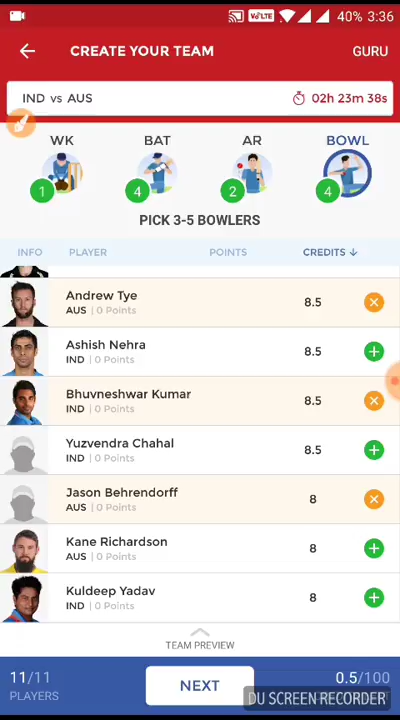 VoLTE 40% 3:36
CREATE YOUR TEAM GURU
IND vs AUS 02h 23m 38s
WK BAT AR BOWL
1 4 2 4
PICK 3-5 BOWLERS
INFO PLAYER POINTS CREDITS
Andrew Tye 8.5
AUS | 0 Points
Ashish Nehra 8.5
IND | 0 Points
Bhuvneshwar Kumar 8.5
IND | 0 Points
Yuzvendra Chahal 8.5
IND | 0 Points
Jason Behrendorff 8
AUS | 0 Points
Kane Richardson 8
AUS | 0 Points
Kuldeep Yadav 8
IND | 0 Points
TEAM PREVIEW
11/11 NEXT 0.5/100
PLAYERS
DU SCREEN RECORDER